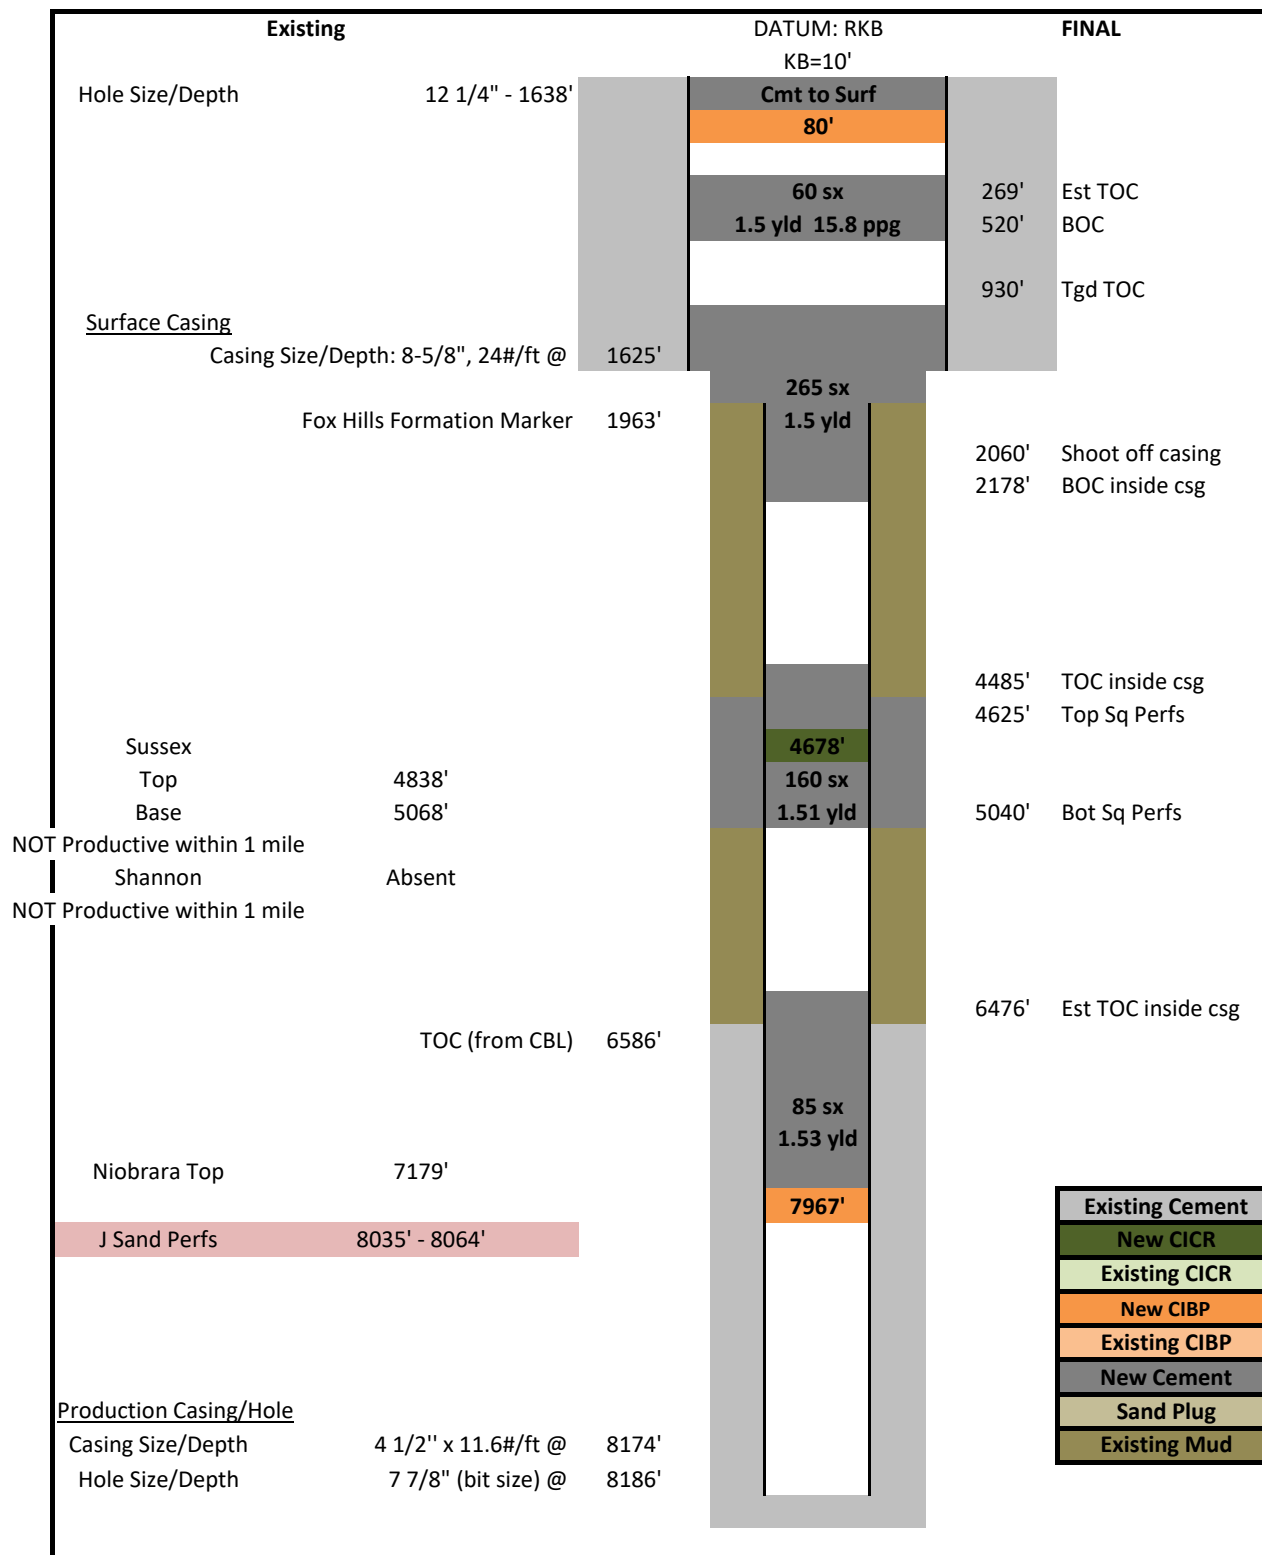 Existing DATUM: RKB FINAL
KB=10'
Hole Size/Depth 12 1/4" - 1638' Cmt to Surf
80'
60 sx 269' Est TOC
1.5 yld 15.8 ppg 520' BOC
930' Tgd TOC
Surface Casing
Casing Size/Depth: 8-5/8", 24#/ft @ 1625'
265 sx
Fox Hills Formation Marker 1963' 1.5 yld
2060' Shoot off casing
2178' BOC inside csg
4485' TOC inside csg
4625' Top Sq Perfs
Sussex 4678'
Top 4838' 160 sx
Base 5068' 1.51 yld 5040' Bot Sq Perfs
NOT Productive within 1 mile
Shannon Absent
NOT Productive within 1 mile
6476' Est TOC inside csg
TOC (from CBL) 6586'
85 sx
1.53 yld
Niobrara Top 7179'
7967' Existing Cement
J Sand Perfs 8035' - 8064' New CICR
Existing CICR
New CIBP
Existing CIBP
New Cement
Production Casing/Hole Sand Plug
Casing Size/Depth 4 1/2'' x 11.6#/ft @ 8174' Existing Mud
Hole Size/Depth 7 7/8" (bit size) @ 8186'